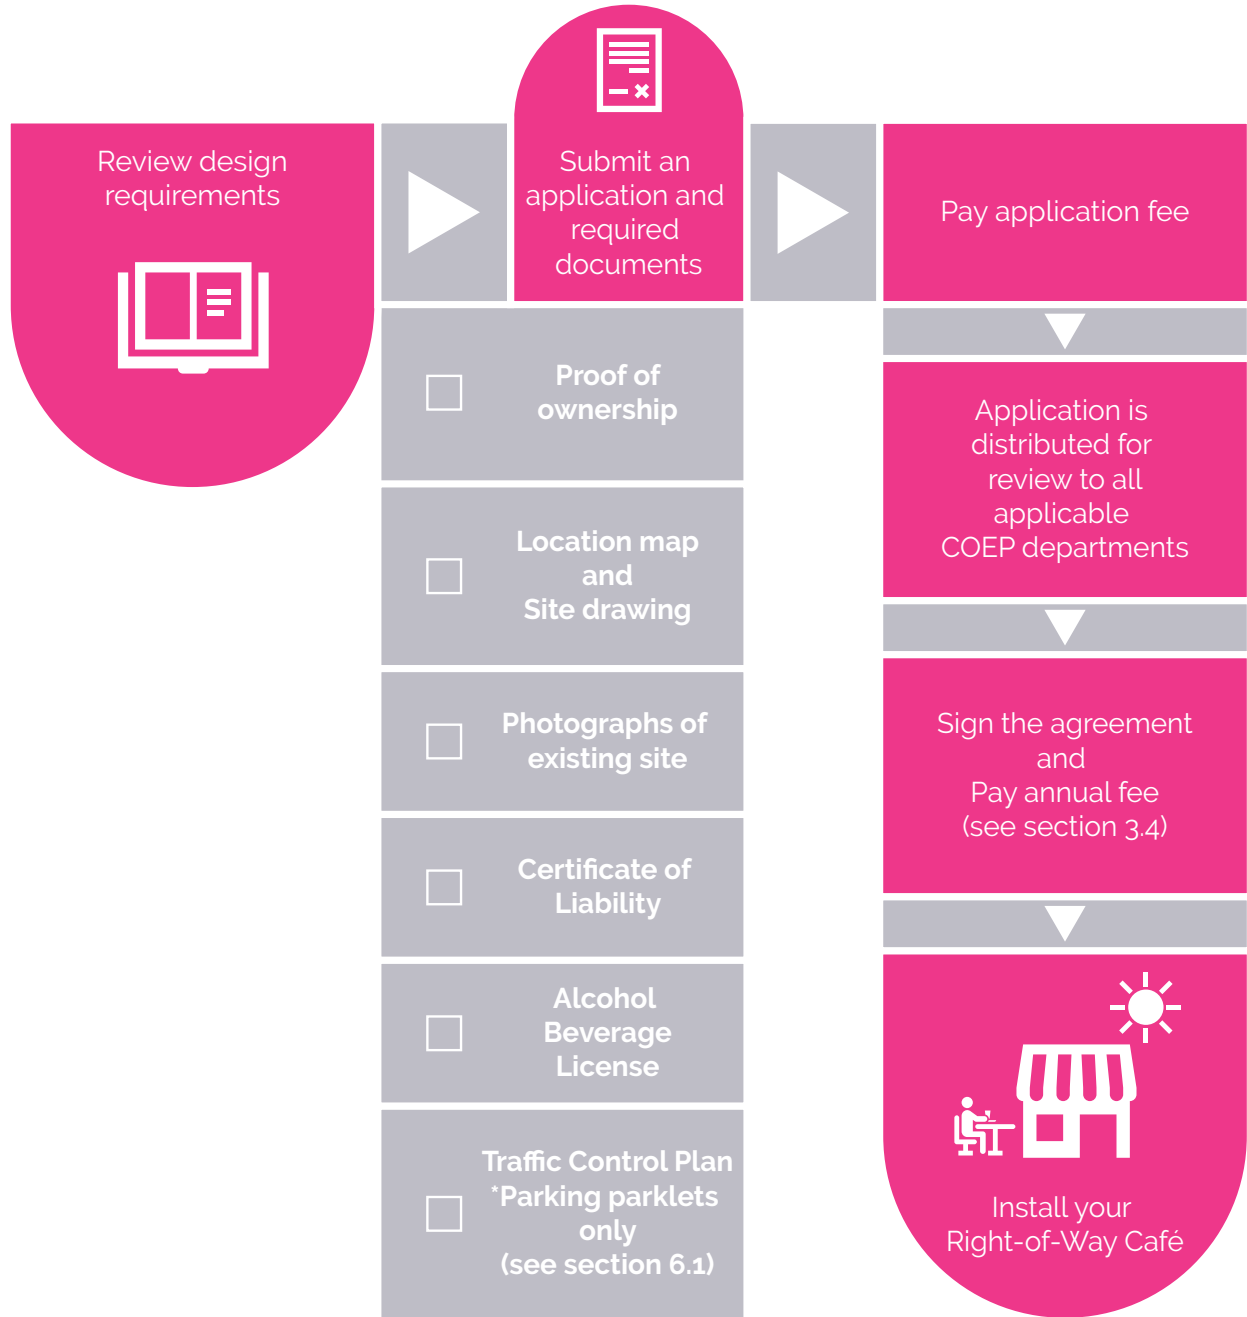 Review design
requirements
Submit an
application and
required
documents
Proof of
ownership
Location map
and
Site drawing
Photographs of
existing site
Certificate of
Liability
Alcohol
Beverage
License
Traffic Control Plan
*Parking parklets
only
(see section 6.1)
Pay application fee
Application is
distributed for
review to all
applicable
COEP departments
Sign the agreement
and
Pay annual fee
(see section 3.4)
Install your
Right-of-Way Café